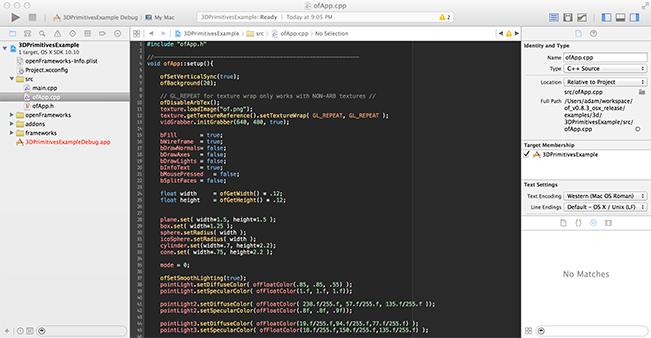 ofApp.cpp
3DPrimitivesExample Debug
My Mac
3DPrimitivesExample: Ready | Today at 9:05 PM
2
3DPrimitivesExample
1 target, OS X SDK 10.10
openFrameworks-Info.plist
Project.xcconfig
src
main.cpp
ofApp.cpp
ofApp.h
openFrameworks
addons
frameworks
3DPrimitivesExampleDebug.app
3DPrimitivesExample
src
ofApp.cpp
No Selection
#include "ofApp.h"
//--------------------------------------------------------------
void ofApp::setup(){
ofSetVerticalSync(true);
ofBackground(20);
// GL_REPEAT for texture wrap only works with NON-ARB textures //
ofDisableArbTex();
texture.loadImage("of.png");
texture.getTextureReference().setTextureWrap( GL_REPEAT, GL_REPEAT );
vidGrabber.initGrabber(640, 480, true);
bFill = true;
bWireframe = true;
bDrawNormals= false;
bDrawAxes = false;
bDrawLights = false;
bInfoText = true;
bMousePressed = false;
bSplitFaces = false;
float width = ofGetWidth() * .12;
float height = ofGetHeight() * .12;
plane.set( width*1.5, height*1.5 );
box.set( width*1.25 );
sphere.setRadius( width );
icoSphere.setRadius( width );
cylinder.set(width*.7, height*2.2);
cone.set( width*.75, height*2.2 );
mode = 0;
ofSetSmoothLighting(true);
pointLight.setDiffuseColor( ofFloatColor(.85, .85, .55) );
pointLight.setSpecularColor( ofFloatColor(1.f, 1.f, 1.f));
pointLight2.setDiffuseColor( ofFloatColor( 238.f/255.f, 57.f/255.f, 135.f/255.f ));
pointLight2.setSpecularColor(ofFloatColor(.8f, .8f, .9f));
pointLight3.setDiffuseColor( ofFloatColor(19.f/255.f,94.f/255.f,77.f/255.f) );
pointLight3.setSpecularColor( ofFloatColor(18.f/255.f,150.f/255.f,135.f/255.f) );
Identity and Type
Name ofApp.cpp
Type C++ Source
Location Relative to Project
src/ofApp.cpp
Full Path /Users/adam/workspace/
of_v0.8.3_osx_release/
examples/3d/
3DPrimitivesExample/src/
ofApp.cpp
Target Membership
3DPrimitivesExample
Text Settings
Text Encoding Western (Mac OS Roman)
Line Endings Default - OS X / Unix (LF)
No Matches